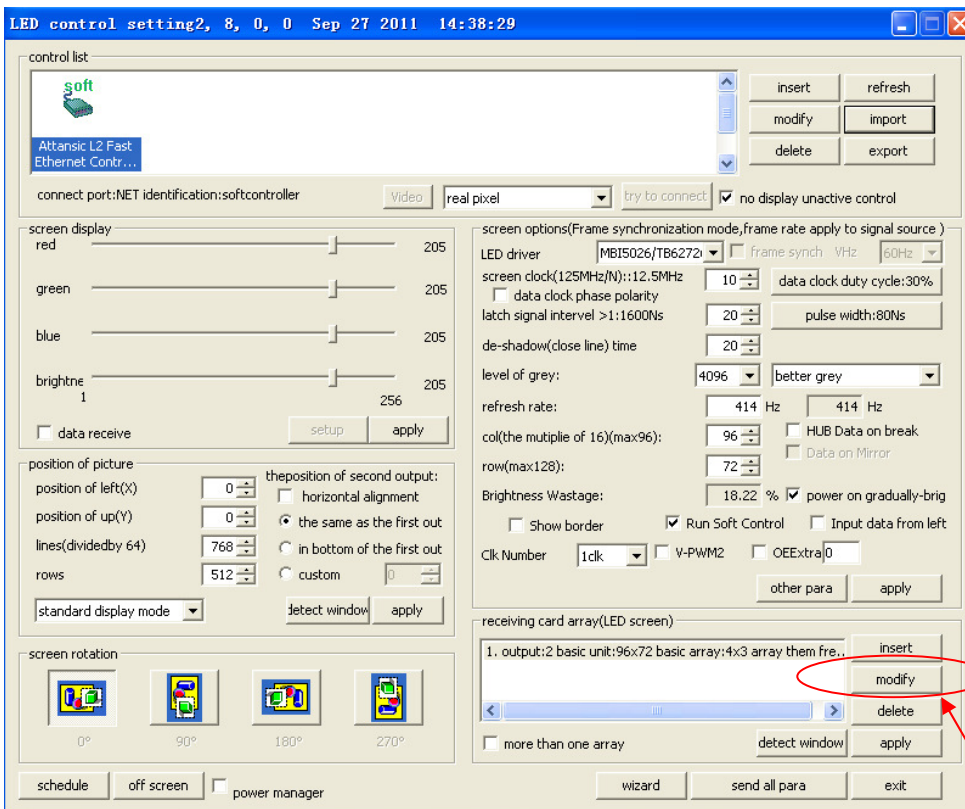 LED control setting2, 8, 0, 0 Sep 27 2011 14:38:29
control list
soft
Attansic L2 Fast
Ethernet Contr...
insert refresh
modify import
delete export
connect port:NET identification:softcontroller Video real pixel try to connect no display unactive control
screen display
red 205
green 205
blue 205
brightne 205
1 256
data receive setup apply
position of picture
position of left(X) 0
position of up(Y) 0
lines(dividedby 64) 768
rows 512
standard display mode
theposition of second output:
horizontal alignment
the same as the first out
in bottom of the first out
custom 0
detect window apply
screen rotation
0° 90° 180° 270°
screen options(Frame synchronization mode,frame rate apply to signal source )
LED driver MBI5026/TB6272 frame synch VHz 60Hz
screen clock(125MHz/N)::12.5MHz 10 data clock duty cycle:30%
data clock phase polarity
latch signal intervel >1:1600Ns 20 pulse width:80Ns
de-shadow(close line) time 20
level of grey: 4096 better grey
refresh rate: 414 Hz 414 Hz
col(the mutiplie of 16)(max96): 96 HUB Data on break
Data on Mirror
row(max128): 72
Brightness Wastage: 18.22 % power on gradually-brig
Show border Run Soft Control Input data from left
Clk Number 1clk V-PWM2 OEExtra 0
other para apply
receiving card array(LED screen)
1. output:2 basic unit:96x72 basic array:4x3 array them fre..
insert
modify
delete
more than one array detect window apply
schedule off screen power manager wizard send all para exit